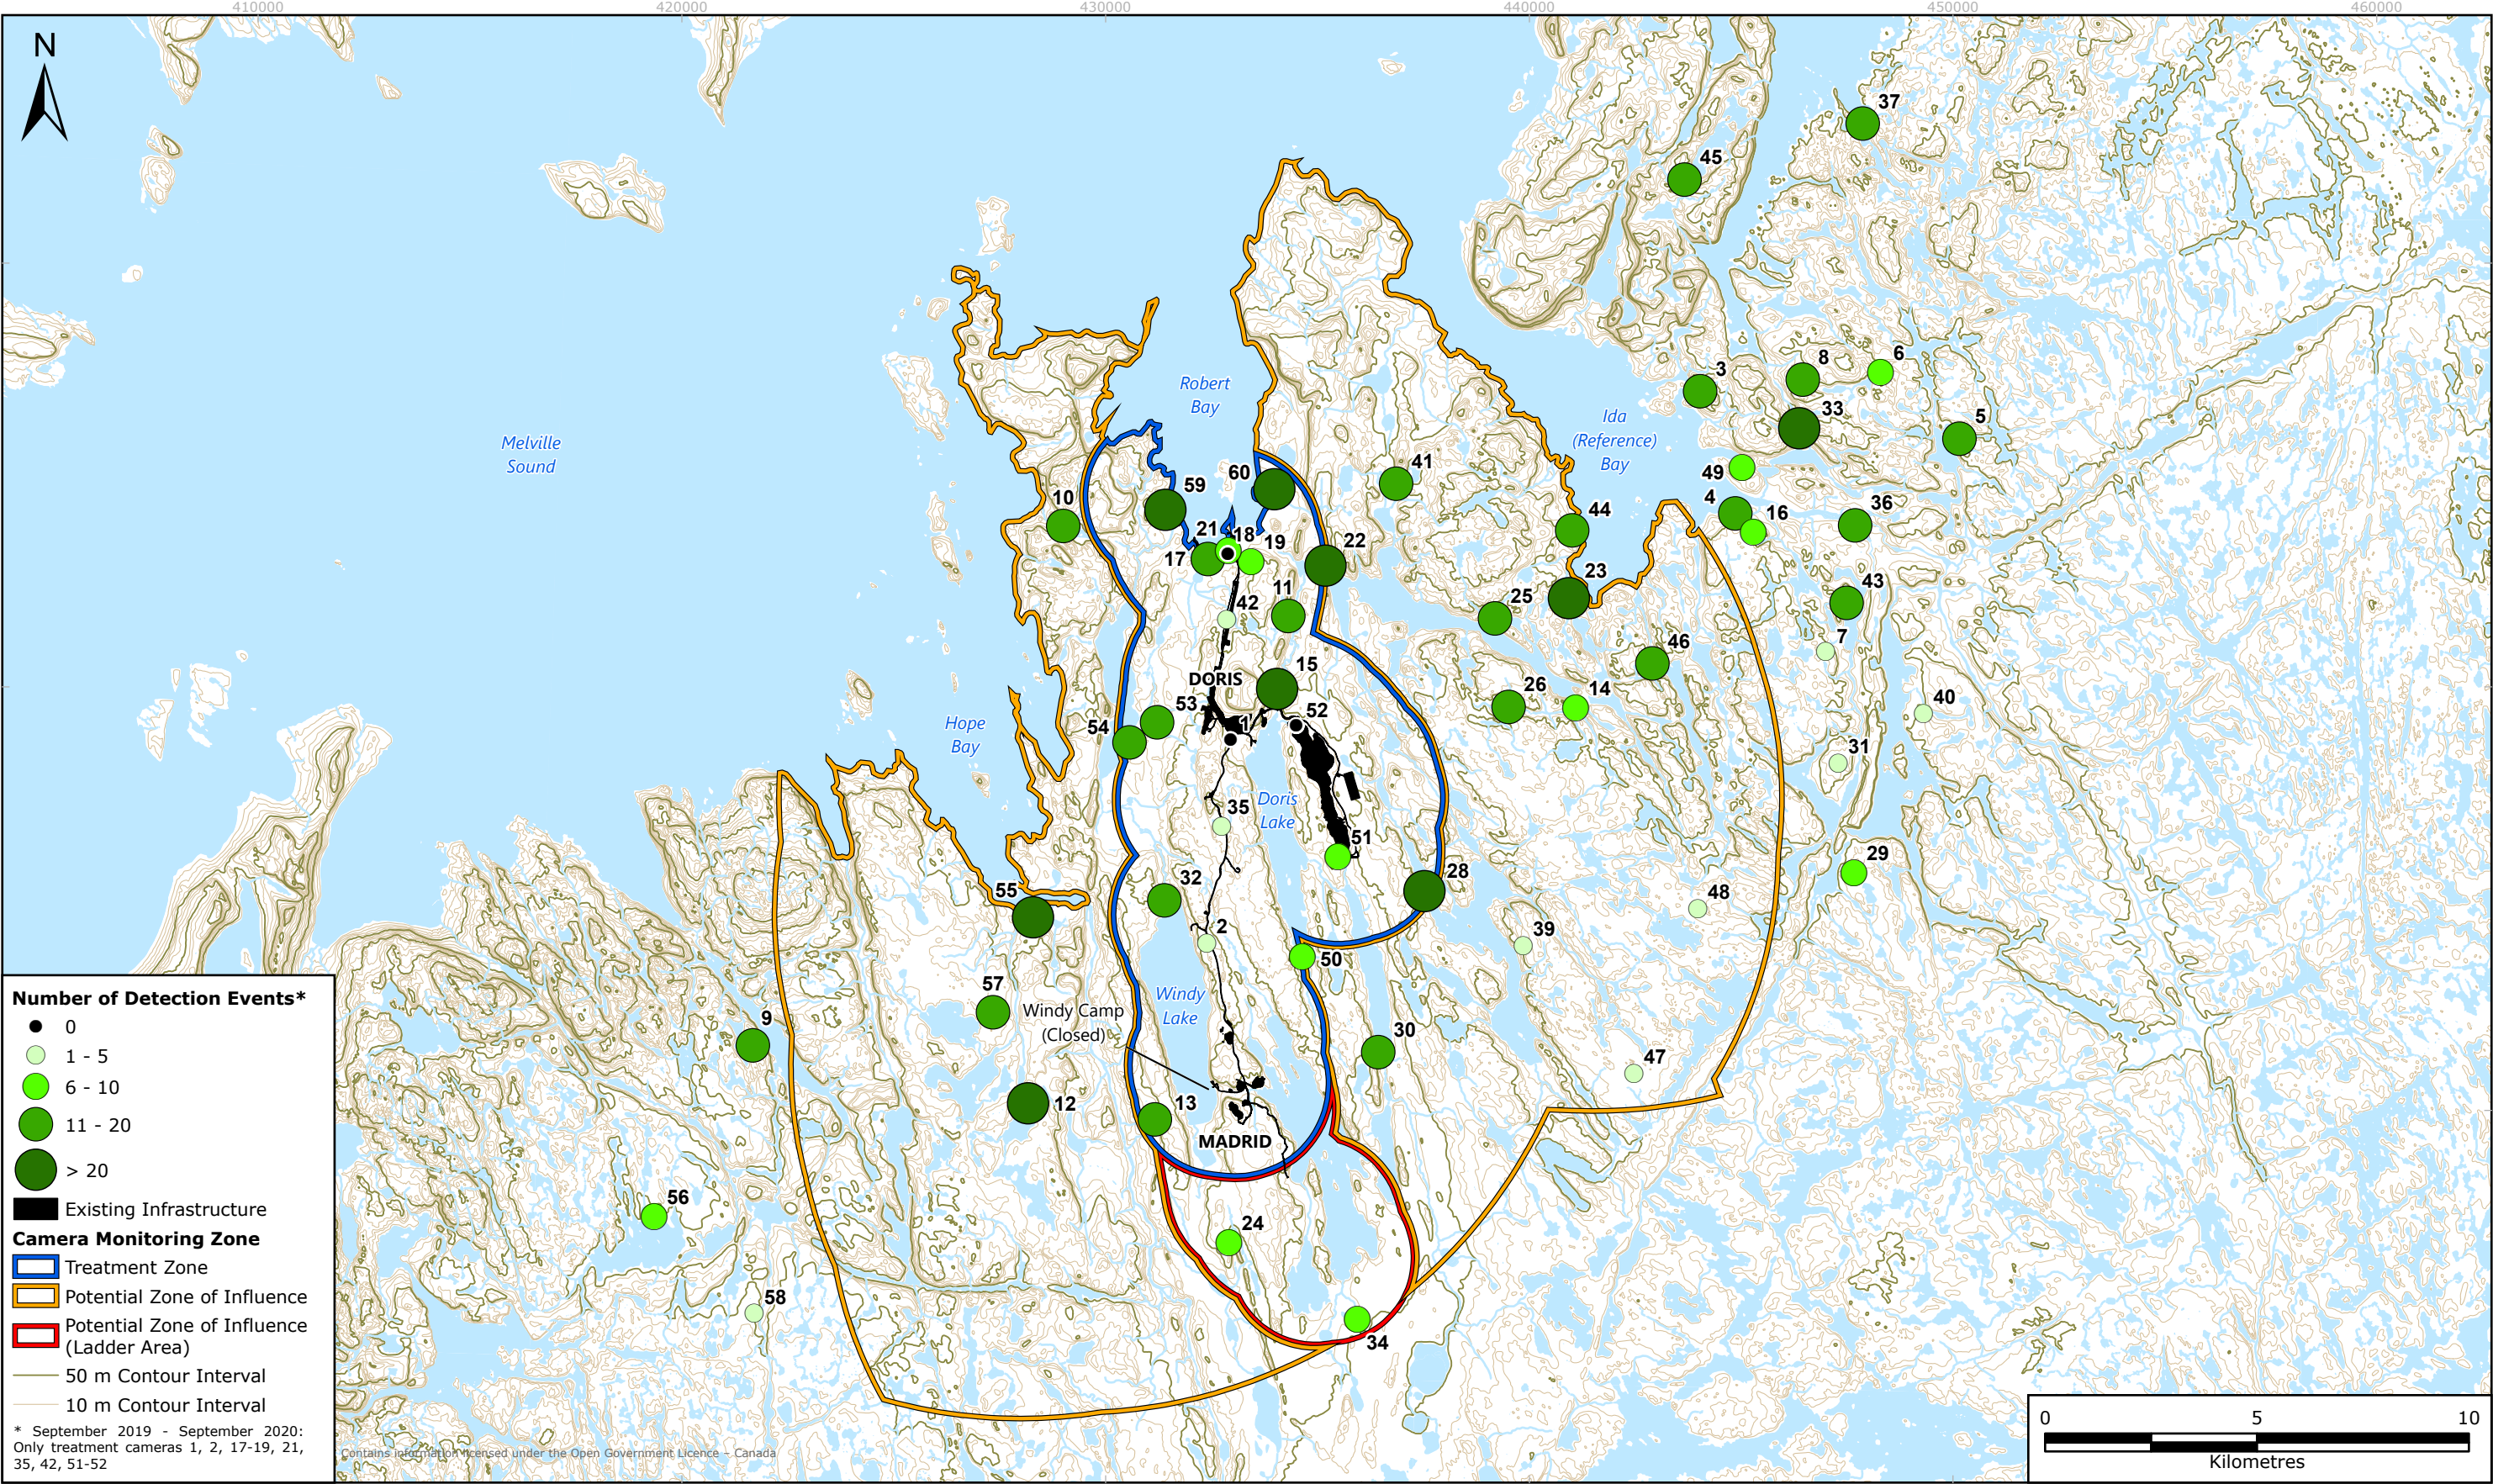 410000
420000
430000
440000
450000
460000
N
37
45
8
6
3
33
5
Robert
Bay
Ida
(Reference)
Bay
Melville
Sound
49
41
60
59
10
4
16
36
44
21
18
19
22
17
23
43
11
25
42
7
46
15
DORIS
26
14
40
53
52
1
54
Hope
Bay
31
Doris
Lake
35
51
29
28
32
55
48
2
39
50
57
Windy
Lake
Windy Camp
(Closed)
9
30
47
12
13
MADRID
56
24
58
34
Number of Detection Events*
0
1 - 5
6 - 10
11 - 20
> 20
Existing Infrastructure
Camera Monitoring Zone
Treatment Zone
Potential Zone of Influence
Potential Zone of Influence
(Ladder Area)
50 m Contour Interval
10 m Contour Interval
* September 2019 - September 2020:
Only treatment cameras 1, 2, 17-19, 21,
35, 42, 51-52
Contains information licensed under the Open Government Licence – Canada
0 5 10
Kilometres